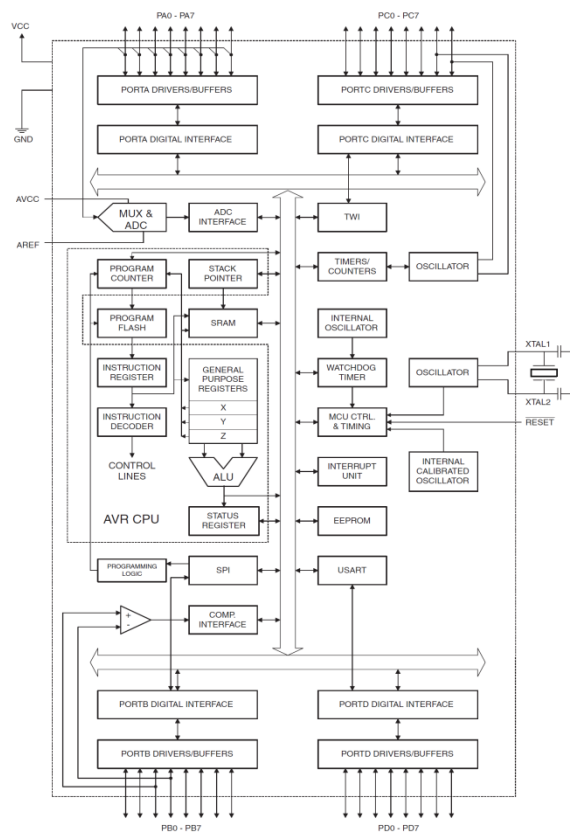 PA0 - PA7
PC0 - PC7
VCC
PORTA DRIVERS/BUFFERS
PORTC DRIVERS/BUFFERS
GND
PORTA DIGITAL INTERFACE
PORTC DIGITAL INTERFACE
AVCC
MUX &
ADC
ADC
INTERFACE
TWI
AREF
PROGRAM
COUNTER
STACK
POINTER
TIMERS/
COUNTERS
OSCILLATOR
PROGRAM
FLASH
SRAM
INTERNAL
OSCILLATOR
XTAL1
INSTRUCTION
REGISTER
GENERAL
PURPOSE
REGISTERS
WATCHDOG
TIMER
OSCILLATOR
XTAL2
X
INSTRUCTION
DECODER
Y
MCU CTRL.
& TIMING
RESET
Z
CONTROL
LINES
ALU
INTERRUPT
UNIT
INTERNAL
CALIBRATED
OSCILLATOR
AVR CPU
STATUS
REGISTER
EEPROM
PROGRAMMING
LOGIC
SPI
USART
+
-
COMP.
INTERFACE
PORTB DIGITAL INTERFACE
PORTD DIGITAL INTERFACE
PORTB DRIVERS/BUFFERS
PORTD DRIVERS/BUFFERS
PB0 - PB7
PD0 - PD7